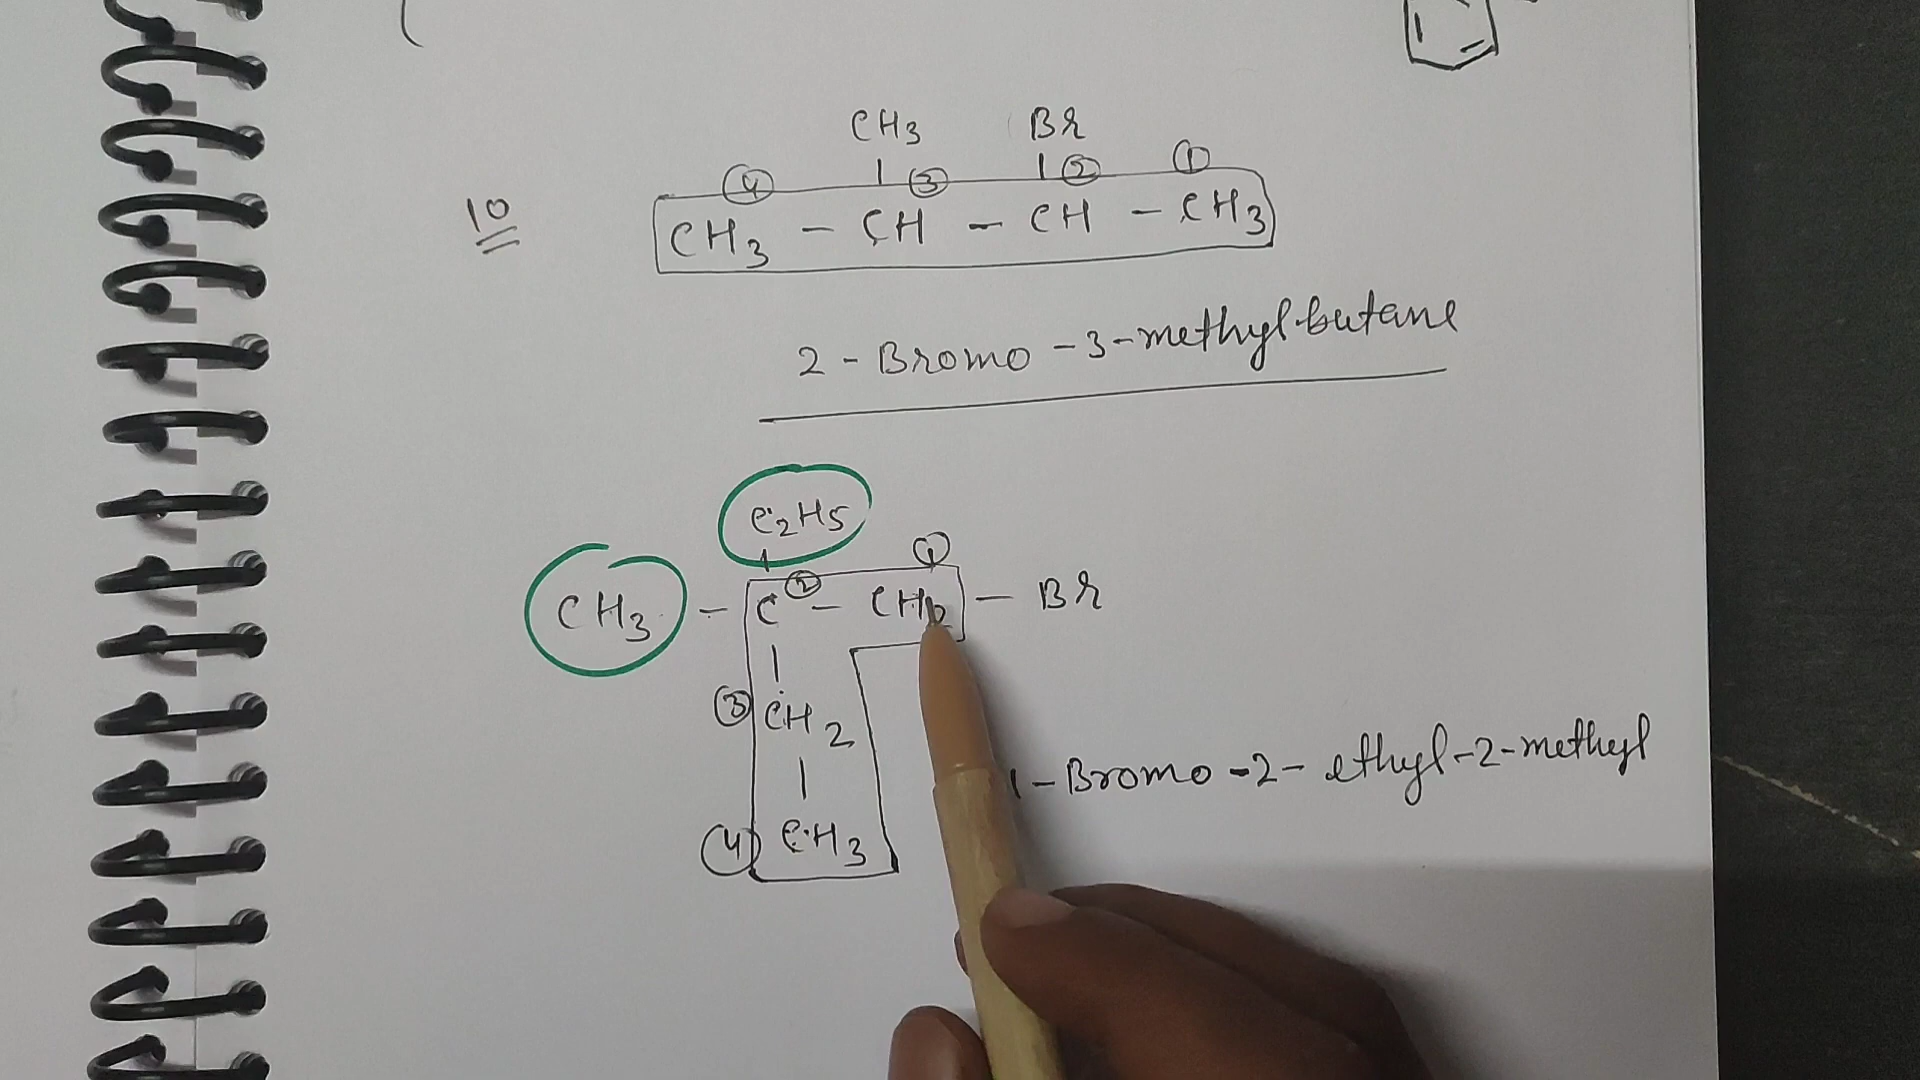 CH3 Br
10
4 3 2 1
CH3 - CH - CH - CH3
2 - Bromo - 3 - methyl butane
C2H5
2 1
CH3 - C - CH2 - Br
3 CH2
4 CH3
1 - Bromo - 2 - ethyl - 2 - methyl